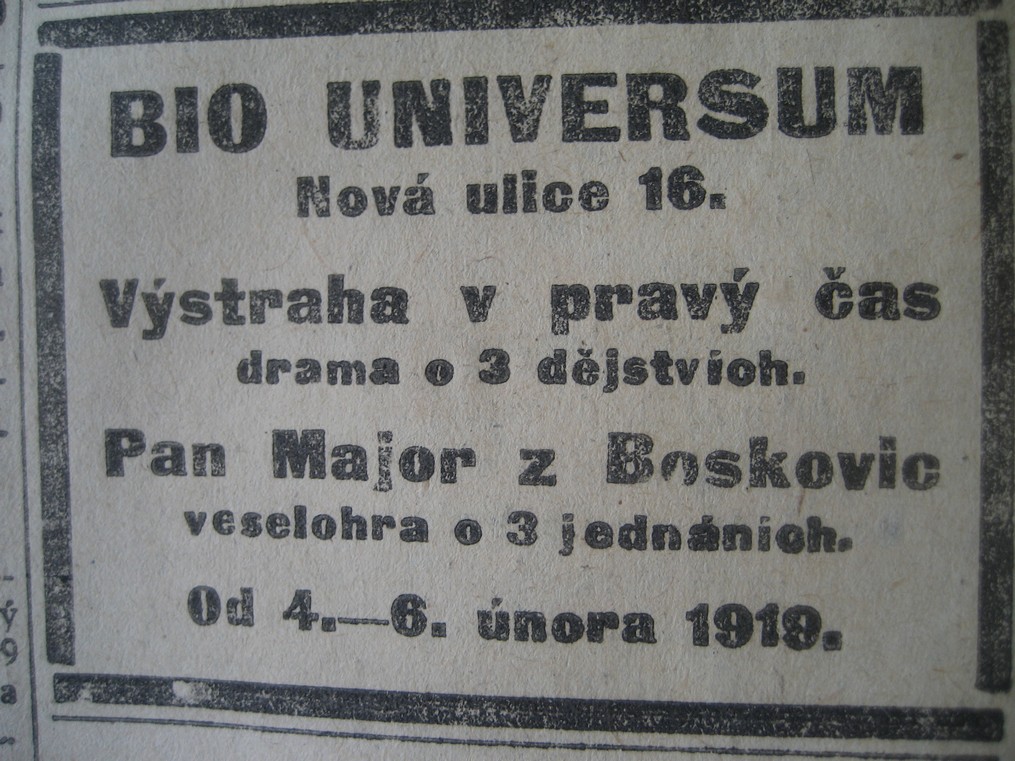 BIO UNIVERSUM
Nová ulice 16.
Výstraha v pravý čas
drama o 3 dějstvích.
Pan Major z Boskovic
veselohra o 3 jednáních.
Od 4.—6. února 1919.
ý
9
a